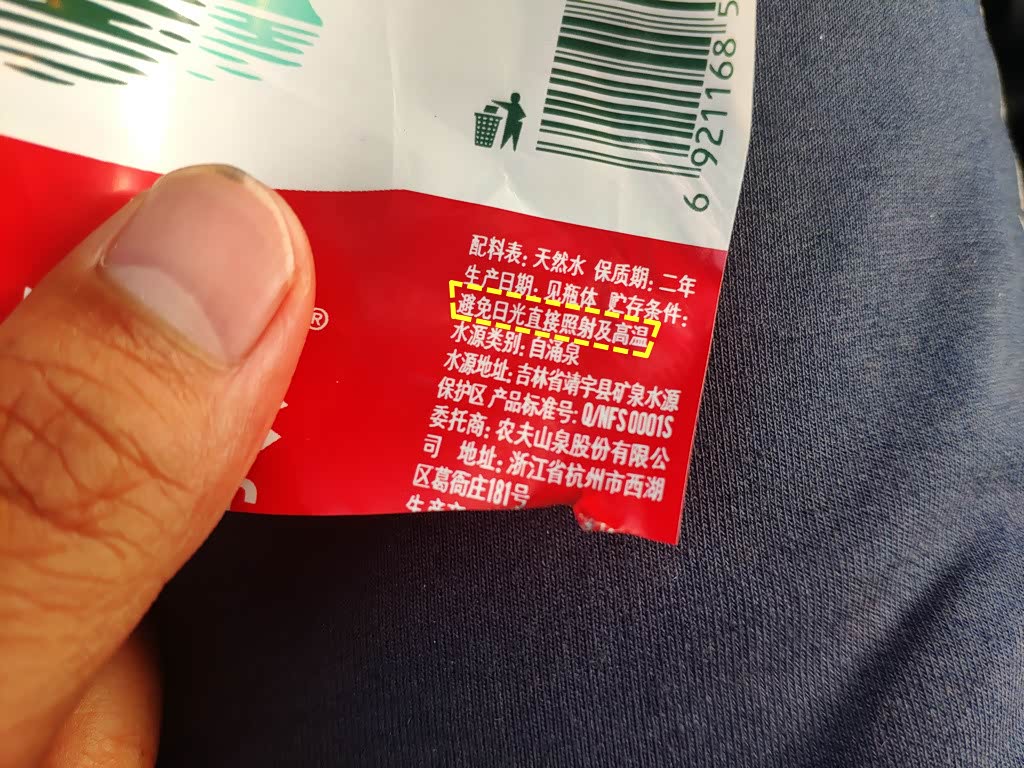 6 921168 5
配料表: 天然水 保质期: 二年
生产日期: 见瓶体 贮存条件:
避免日光直接照射及高温
水源类别: 自涌泉
水源地址: 吉林省靖宇县矿泉水源
保护区 产品标准号: Q/NFS 0001S
委托商: 农夫山泉股份有限公
司 地址: 浙江省杭州市西湖
区葛衙庄181号
®